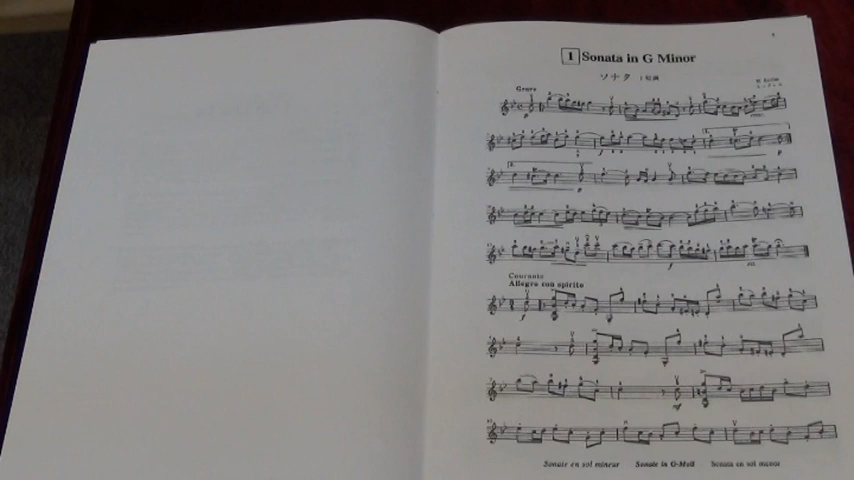 1 Sonata in G Minor
ソナタ ト短調
Grave
Courante
Allegro con spirito
Sonate en sol mineur Sonate in G-Moll Sonata en sol menor